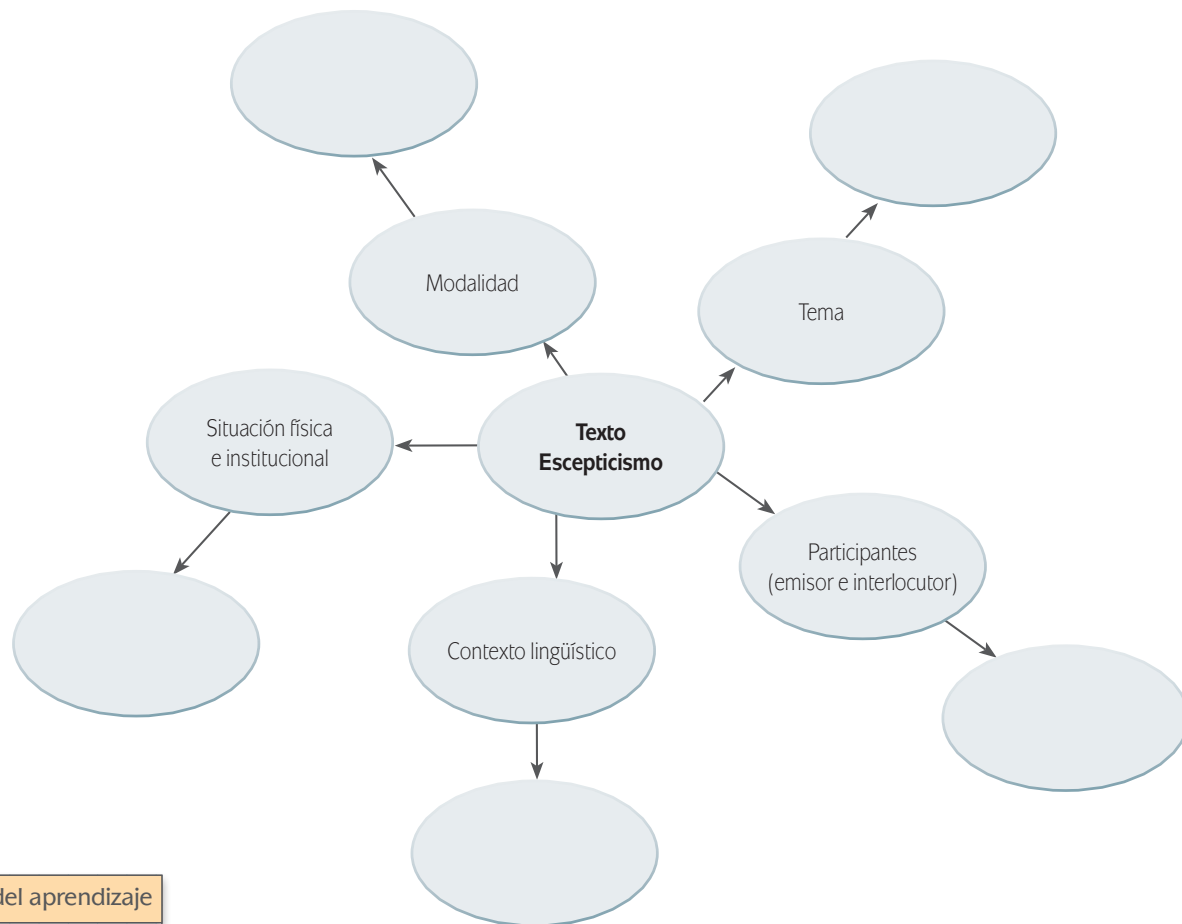 Modalidad
Tema
Situación física
e institucional
Texto
Escepticismo
Participantes
(emisor e interlocutor)
Contexto lingüístico
del aprendizaje